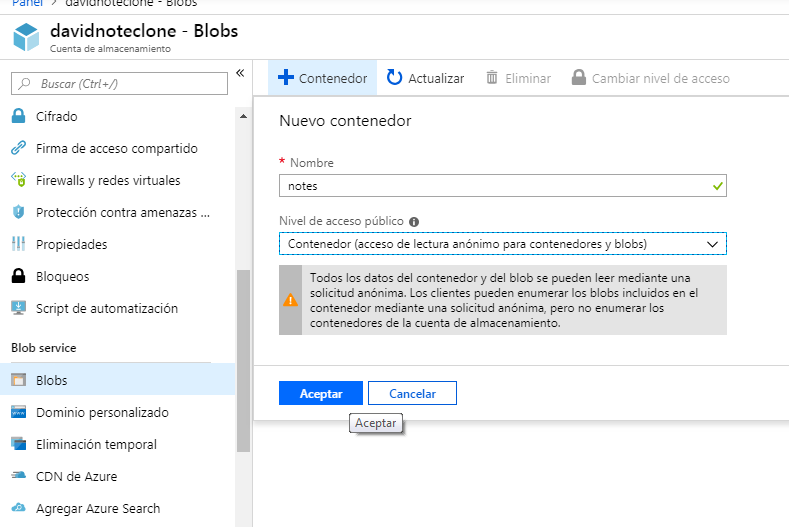 Panel > davidnoteclone - Blobs
davidnoteclone - Blobs
Cuenta de almacenamiento
Buscar (Ctrl+/)
«
Cifrado
Firma de acceso compartido
Firewalls y redes virtuales
Protección contra amenazas ...
Propiedades
Bloqueos
Script de automatización
Blob service
Blobs
Dominio personalizado
Eliminación temporal
CDN de Azure
Agregar Azure Search
Contenedor
Actualizar
Eliminar
Cambiar nivel de acceso
Nuevo contenedor
* Nombre
notes
Nivel de acceso público
Contenedor (acceso de lectura anónimo para contenedores y blobs)
Todos los datos del contenedor y del blob se pueden leer mediante una
solicitud anónima. Los clientes pueden enumerar los blobs incluidos en el
contenedor mediante una solicitud anónima, pero no enumerar los
contenedores de la cuenta de almacenamiento.
Aceptar
Cancelar
Aceptar